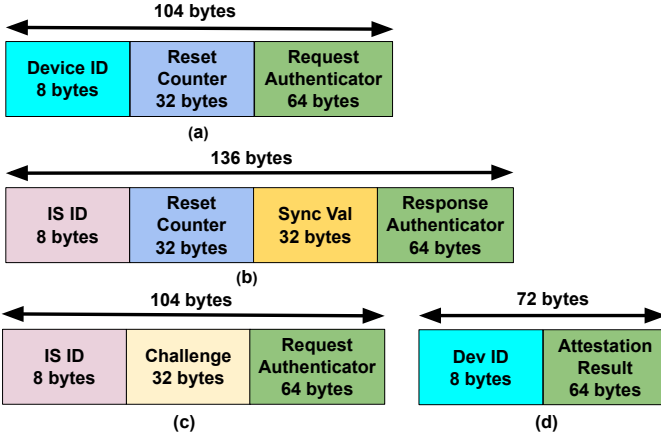 104 bytes
Device ID
8 bytes
Reset
Counter
32 bytes
Request
Authenticator
64 bytes
(a)
136 bytes
IS ID
8 bytes
Reset
Counter
32 bytes
Sync Val
32 bytes
Response
Authenticator
64 bytes
(b)
104 bytes
IS ID
8 bytes
Challenge
32 bytes
Request
Authenticator
64 bytes
(c)
72 bytes
Dev ID
8 bytes
Attestation
Result
64 bytes
(d)